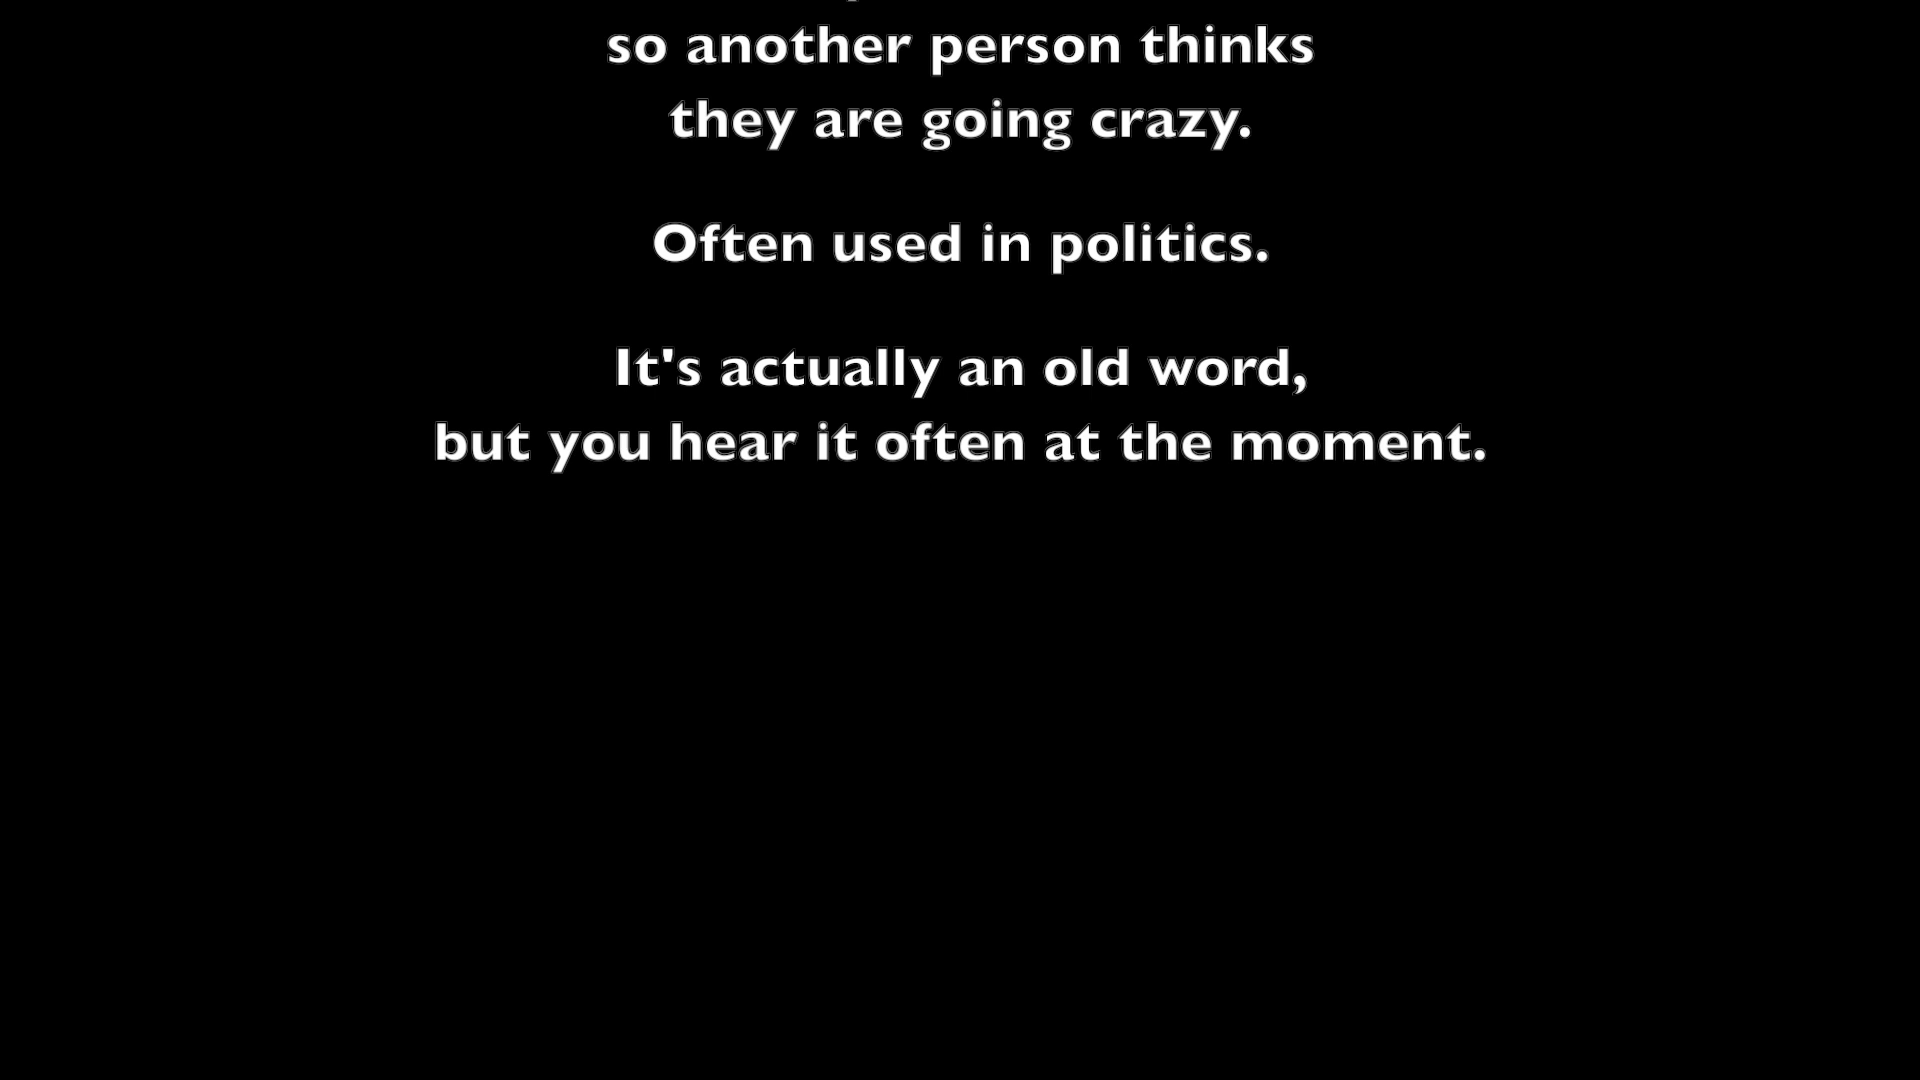 so another person thinks
they are going crazy.
Often used in politics.
It's actually an old word,
but you hear it often at the moment.